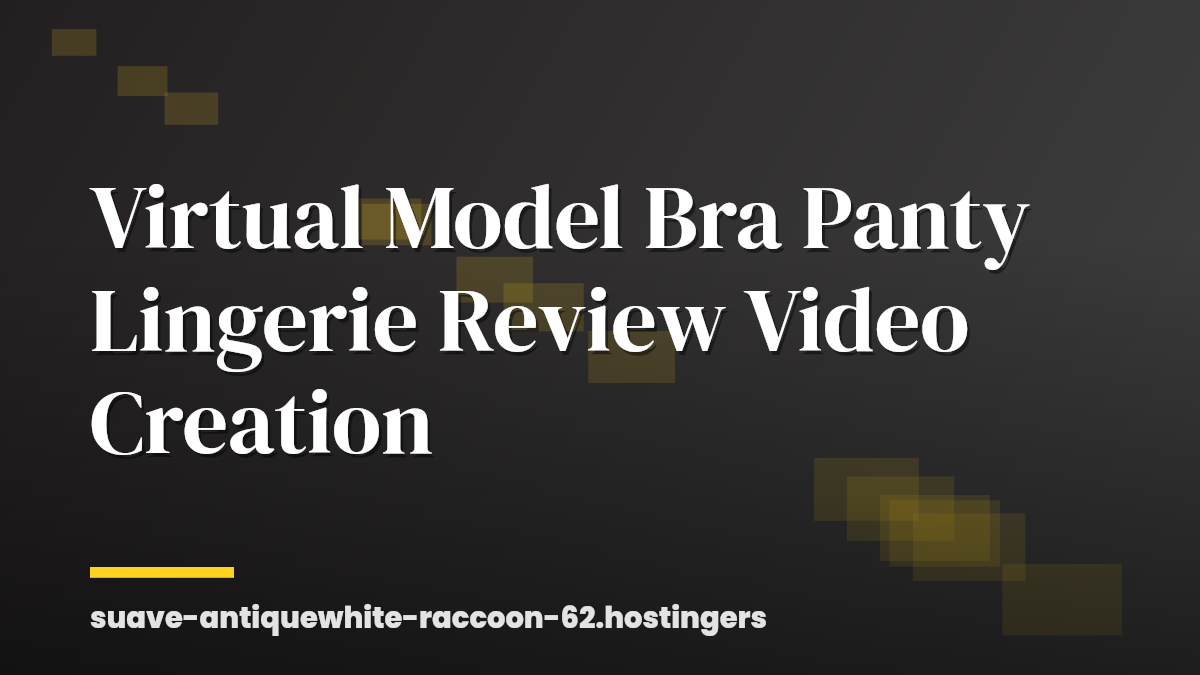 Virtual Model Bra Panty
Lingerie Review Video
Creation
suave-antiquewhite-raccoon-62.hostingers